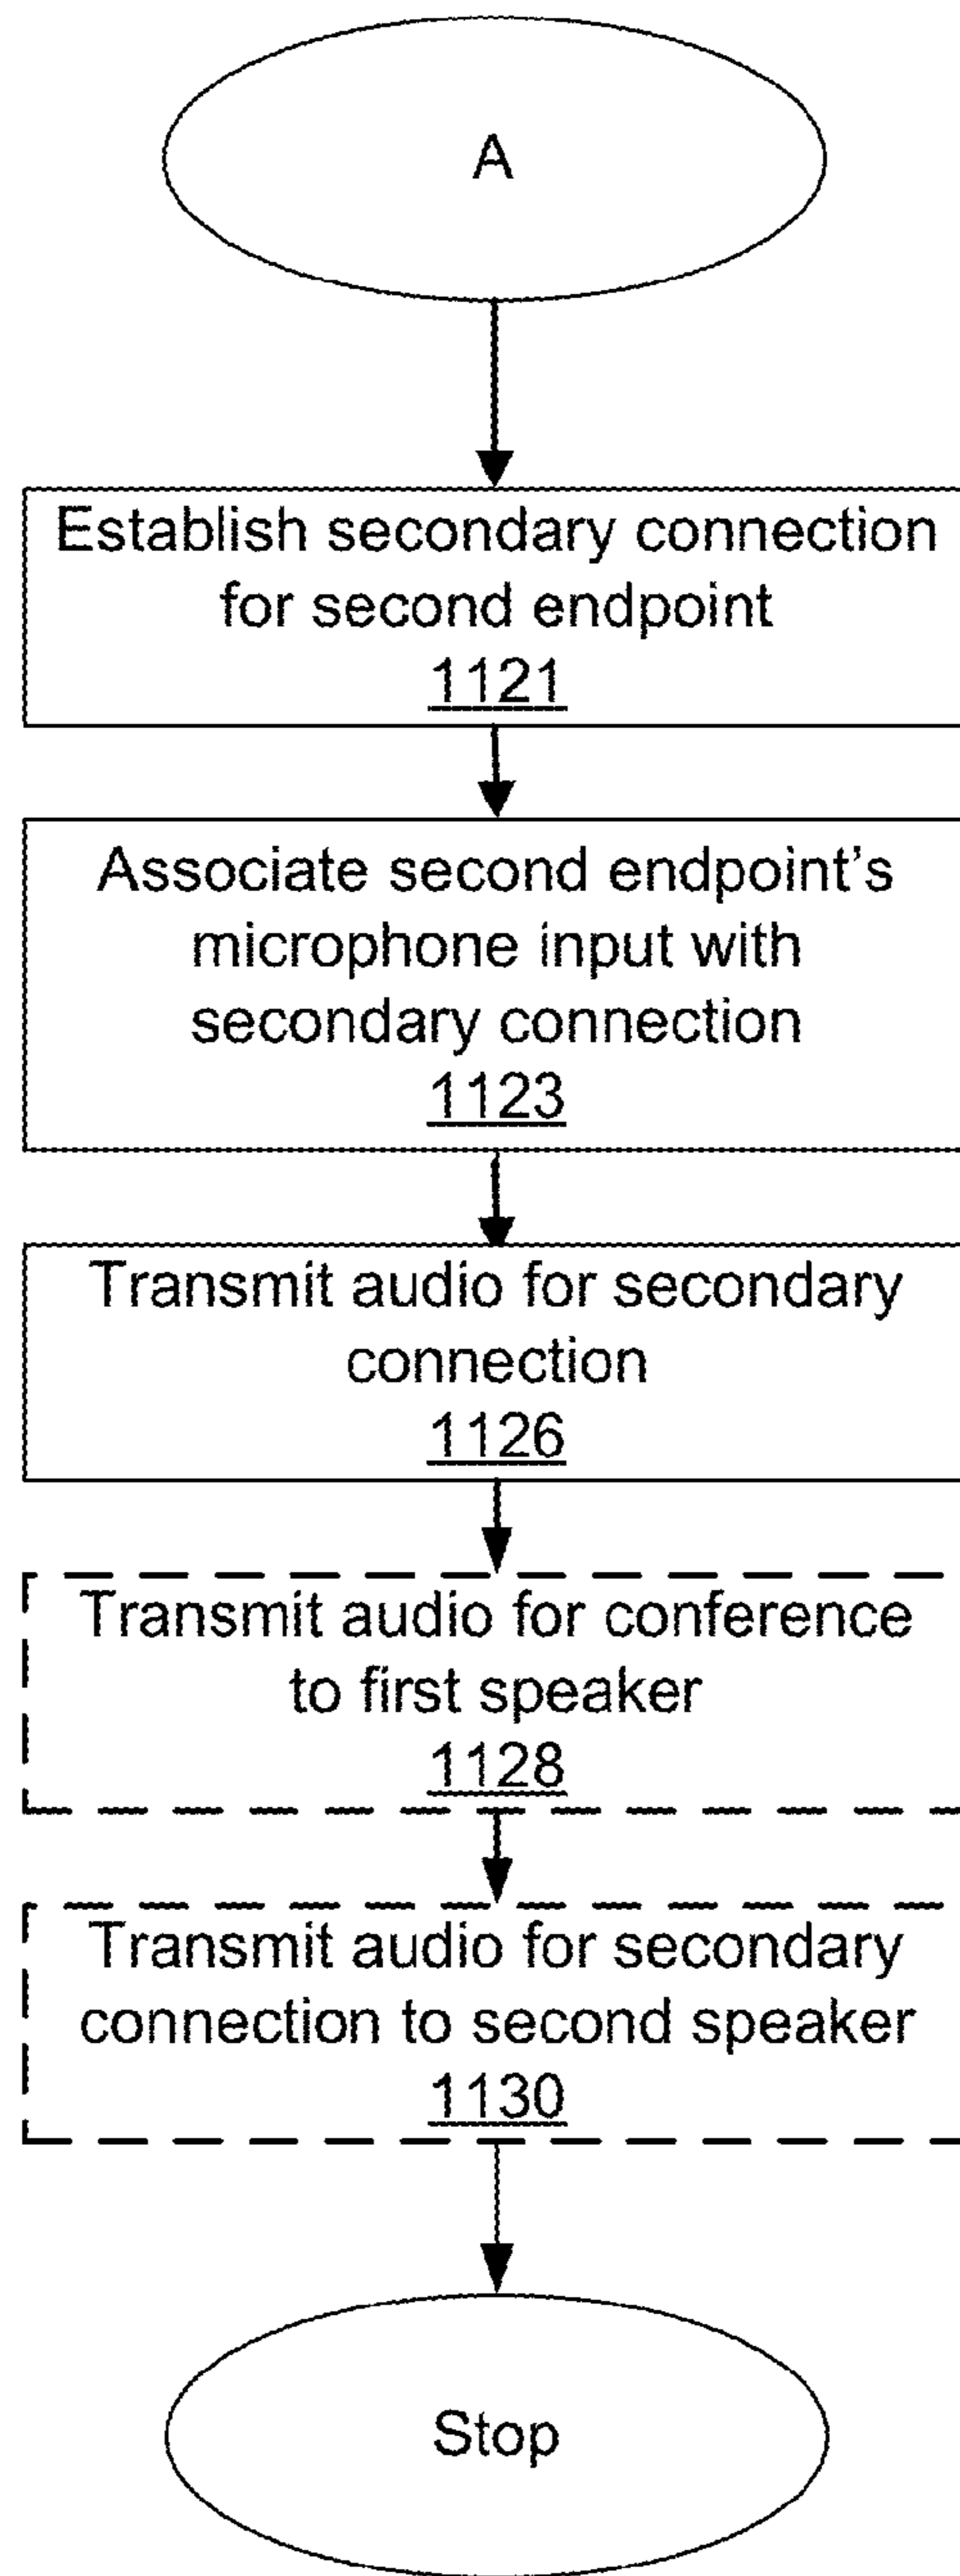 A
Establish secondary connection
for second endpoint
1121
Associate second endpoint's
microphone input with
secondary connection
1123
Transmit audio for secondary
connection
1126
Transmit audio for conference
to first speaker
1128
Transmit audio for secondary
connection to second speaker
1130
Stop